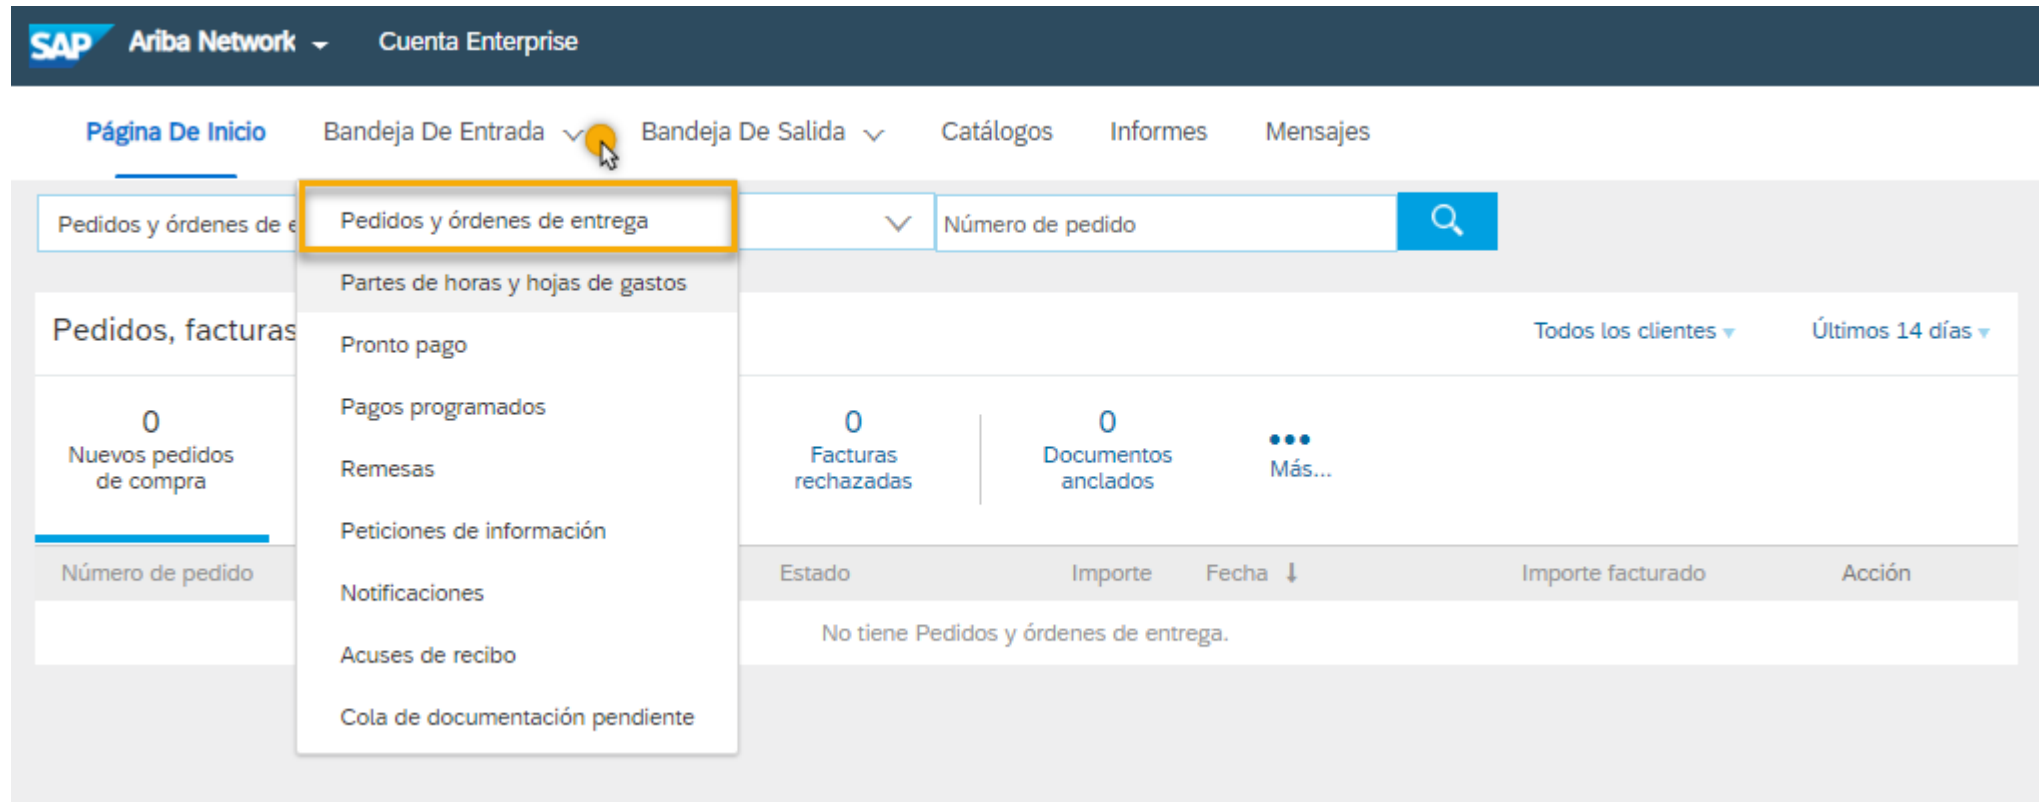 SAP Ariba Network Cuenta Enterprise
Página De Inicio Bandeja De Entrada Bandeja De Salida Catálogos Informes Mensajes
Pedidos y órdenes de Pedidos y órdenes de entrega Número de pedido
Partes de horas y hojas de gastos
Pedidos, facturas Todos los clientes Últimos 14 días
Pronto pago
Pagos programados
Remesas
Peticiones de información
Notificaciones
Acuses de recibo
Cola de documentación pendiente
0
Nuevos pedidos
de compra
0
Facturas
rechazadas
0
Documentos
anclados
Más...
Número de pedido Estado Importe Fecha Importe facturado Acción
No tiene Pedidos y órdenes de entrega.